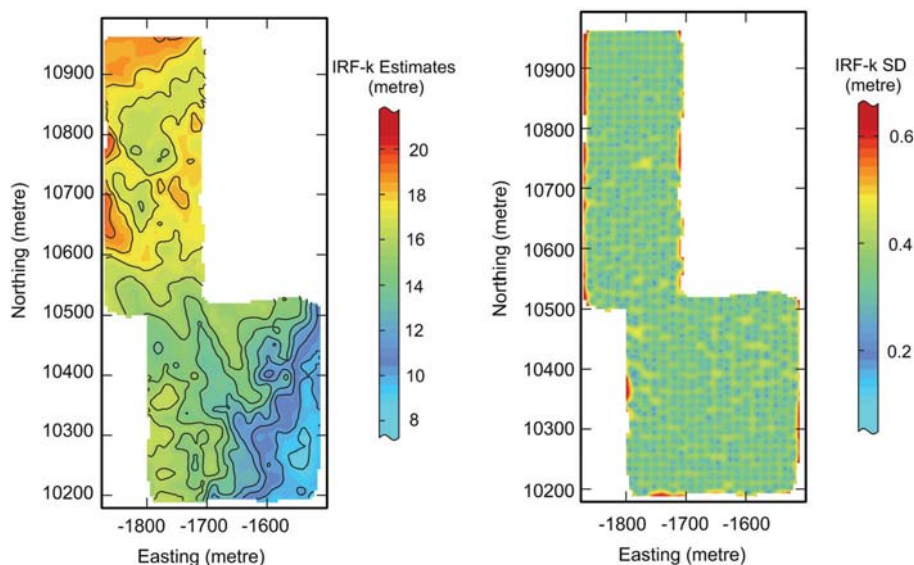 IRF-k Estimates
(metre)
20
18
16
14
12
10
8
10900
10800
10700
10600
10500
10400
10300
10200
Northing (metre)
-1800 -1700 -1600
Easting (metre)
IRF-k SD
(metre)
0.6
0.4
0.2
10900
10800
10700
10600
10500
10400
10300
10200
Northing (metre)
-1800 -1700 -1600
Easting (metre)